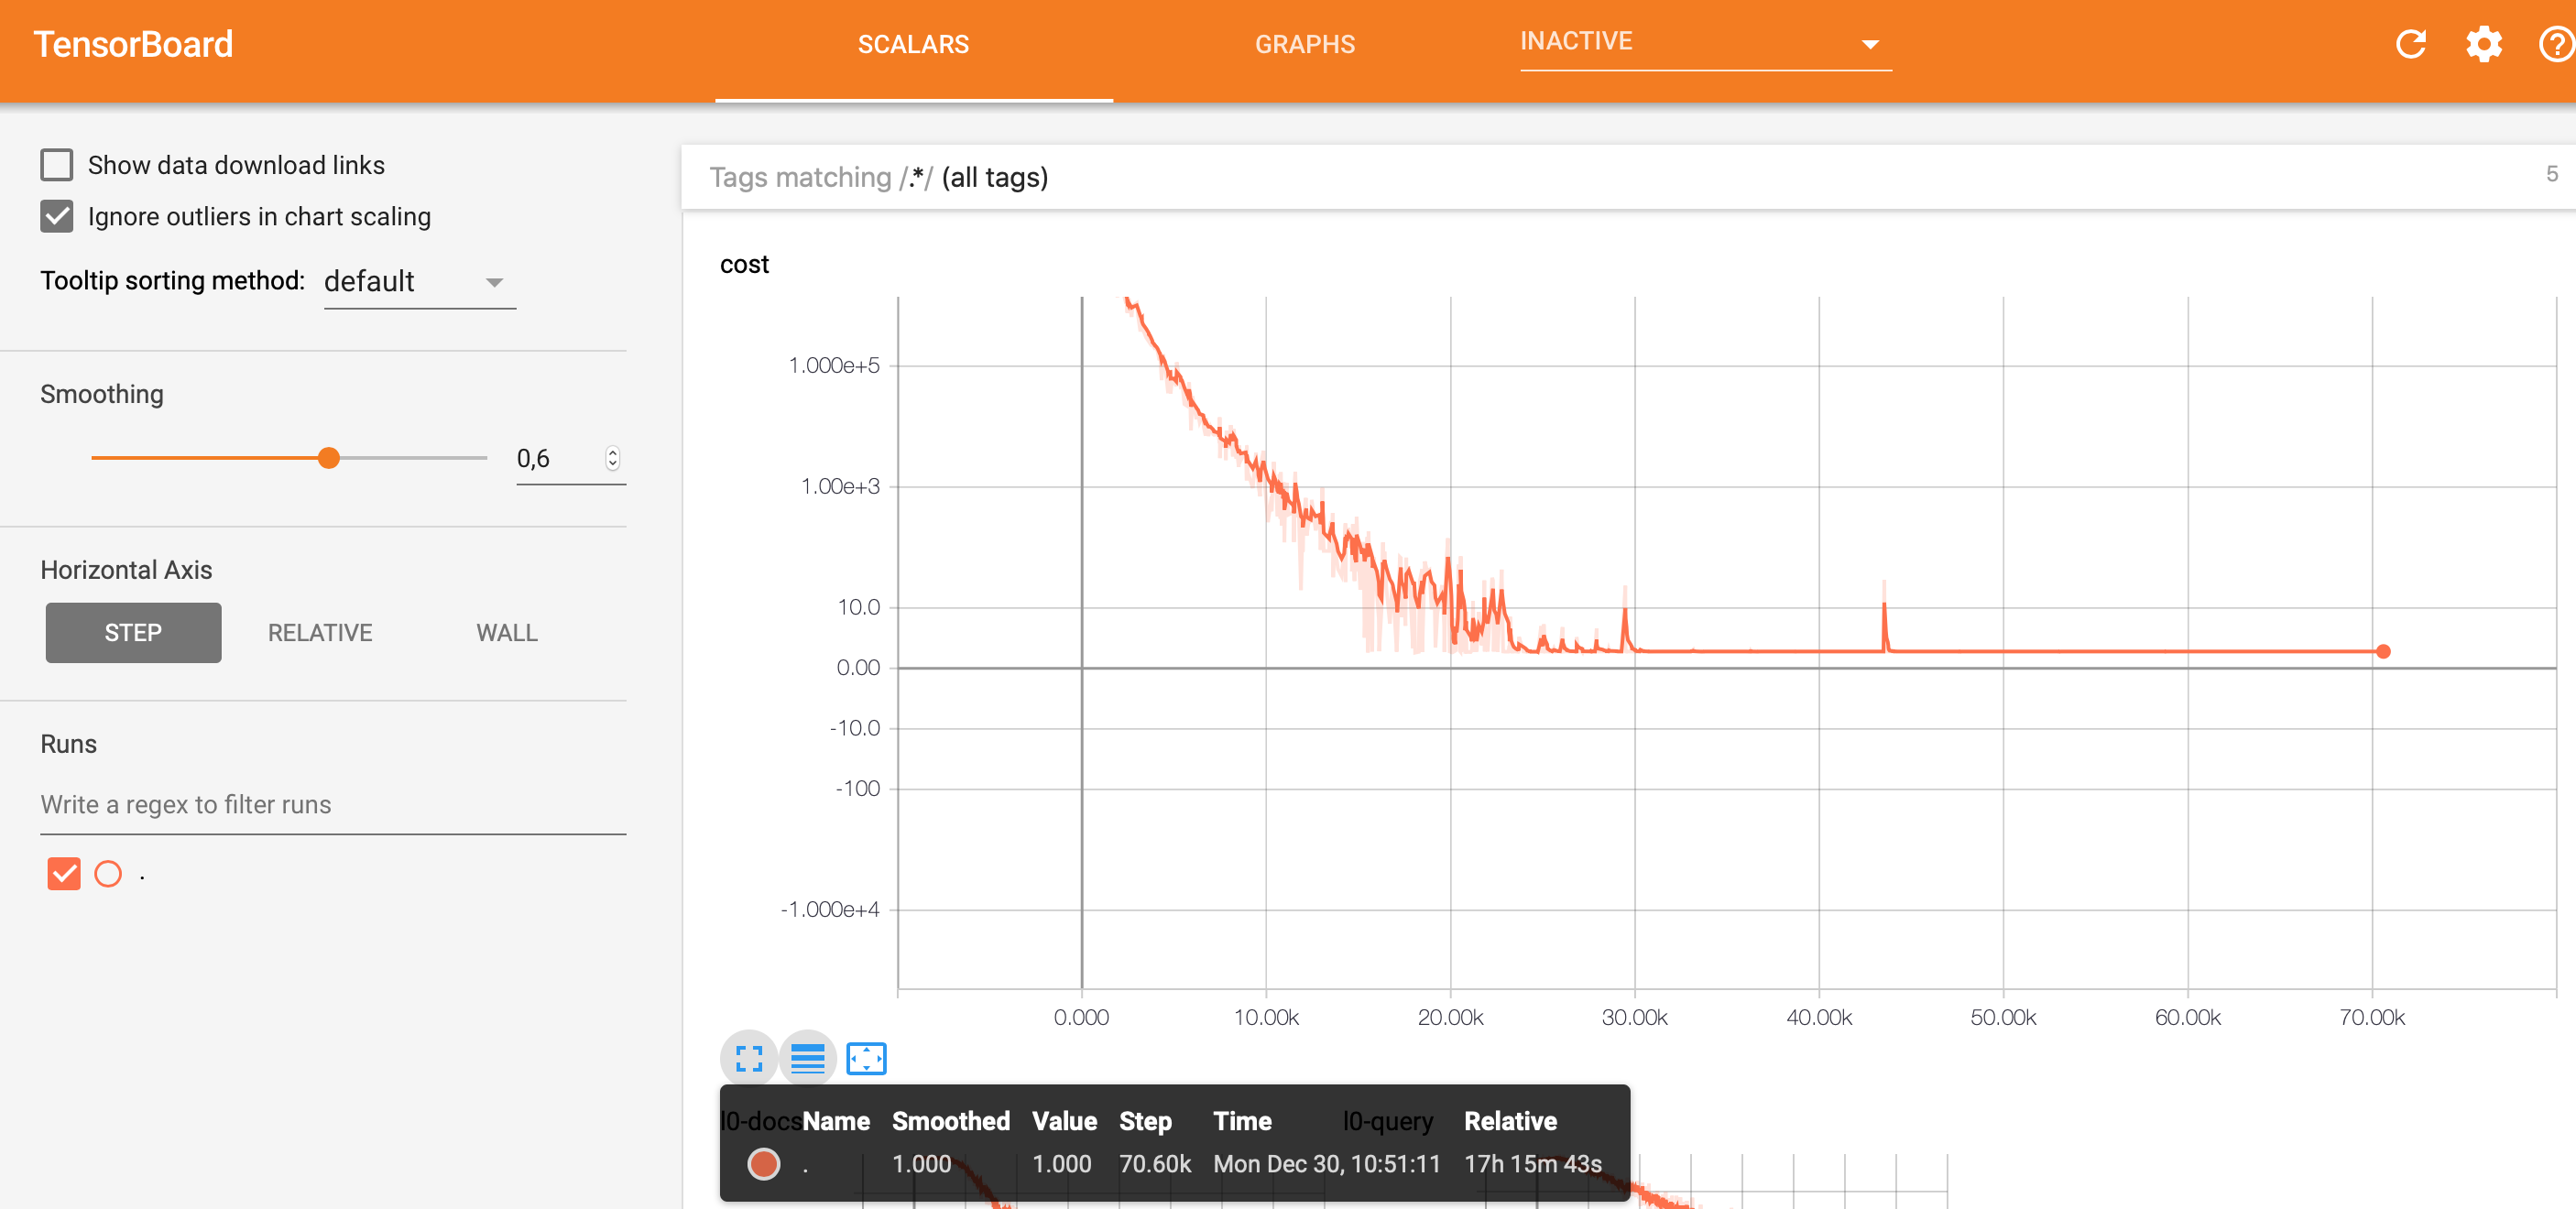 TensorBoard SCALARS GRAPHS INACTIVE
Show data download links
Ignore outliers in chart scaling
Tooltip sorting method: default
Smoothing
0,6
Horizontal Axis
STEP RELATIVE WALL
Runs
Write a regex to filter runs
.
Tags matching /.*/ (all tags) 5
cost
1.000e+5
1.00e+3
10.0
0.00
-10.0
-100
-1.000e+4
0.000 10.00k 20.00k 30.00k 40.00k 50.00k 60.00k 70.00k
l0-docs l0-query
Name Smoothed Value Step Time Relative
. 1.000 1.000 70.60k Mon Dec 30, 10:51:11 17h 15m 43s